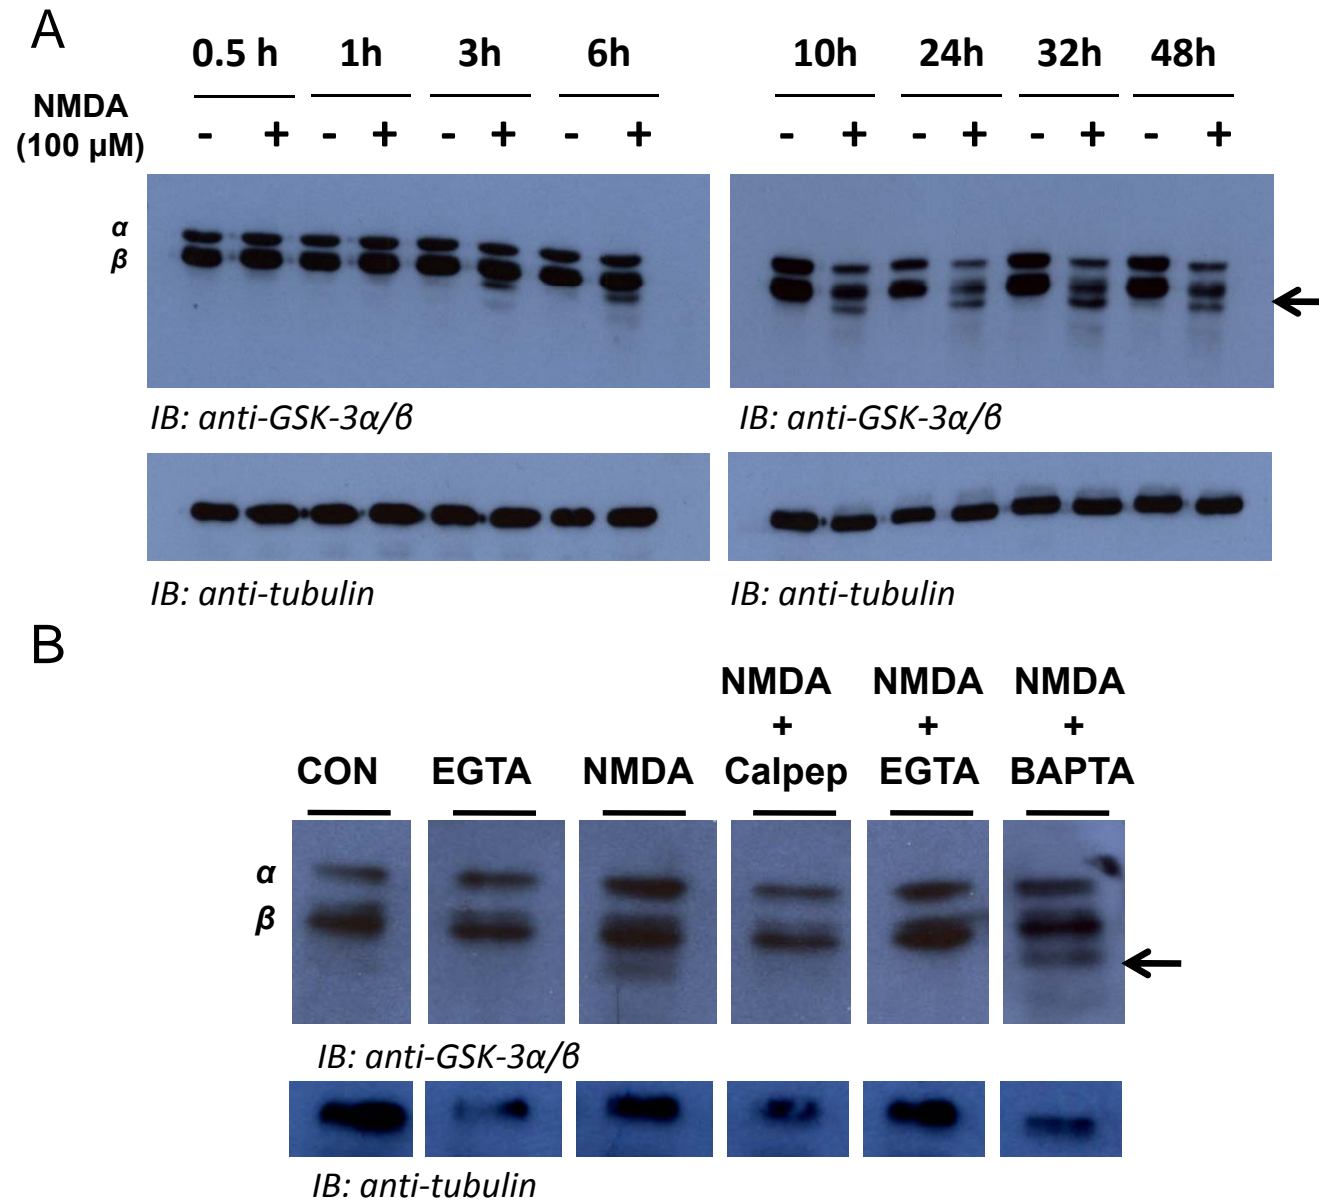 A
0.5 h 1h 3h 6h 10h 24h 32h 48h
NMDA
(100 µM)
- + - + - + - + - + - + - + - +
α
β
IB: anti-GSK-3α/β IB: anti-GSK-3α/β
IB: anti-tubulin IB: anti-tubulin
B
NMDA NMDA NMDA
+ + +
CON EGTA NMDA Calpep EGTA BAPTA
α
β
IB: anti-GSK-3α/β
IB: anti-tubulin